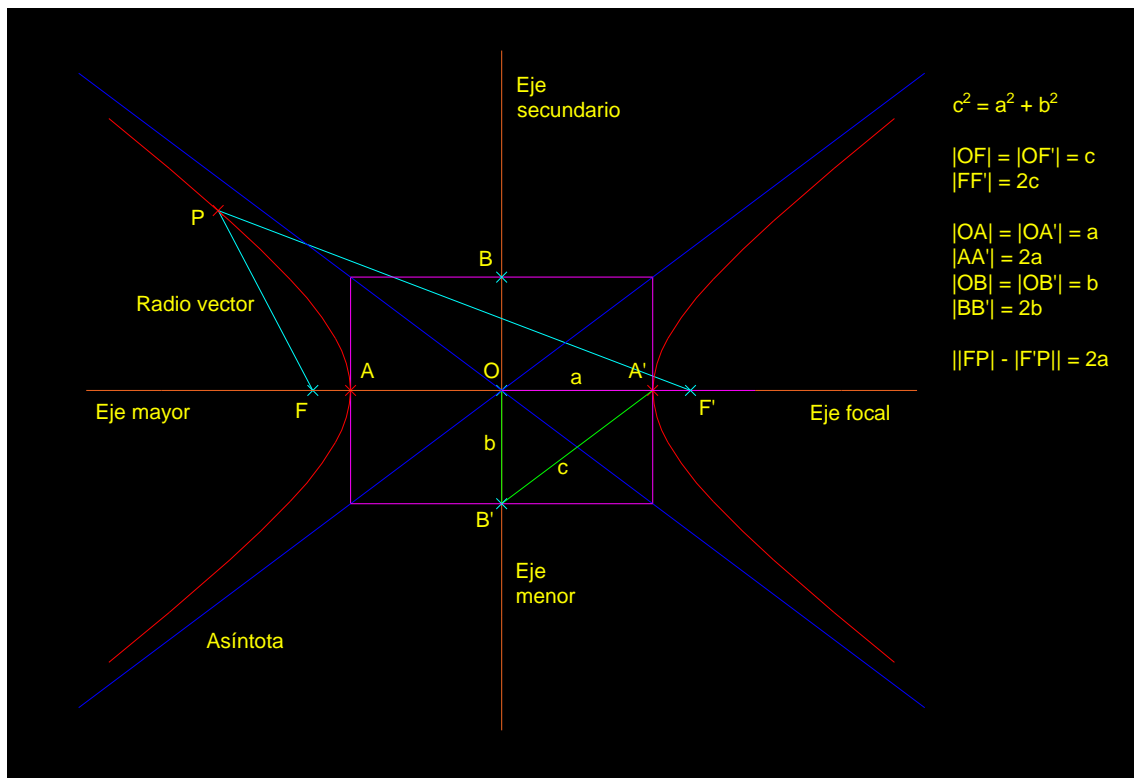 Eje
secundario
c² = a² + b²
|OF| = |OF'| = c
|FF'| = 2c
P
|OA| = |OA'| = a
B
|AA'| = 2a
|OB| = |OB'| = b
Radio vector
|BB'| = 2b
||FP| - |F'P|| = 2a
A
O
a
A'
F
F'
Eje mayor
Eje focal
b
c
B'
Eje
menor
Asíntota